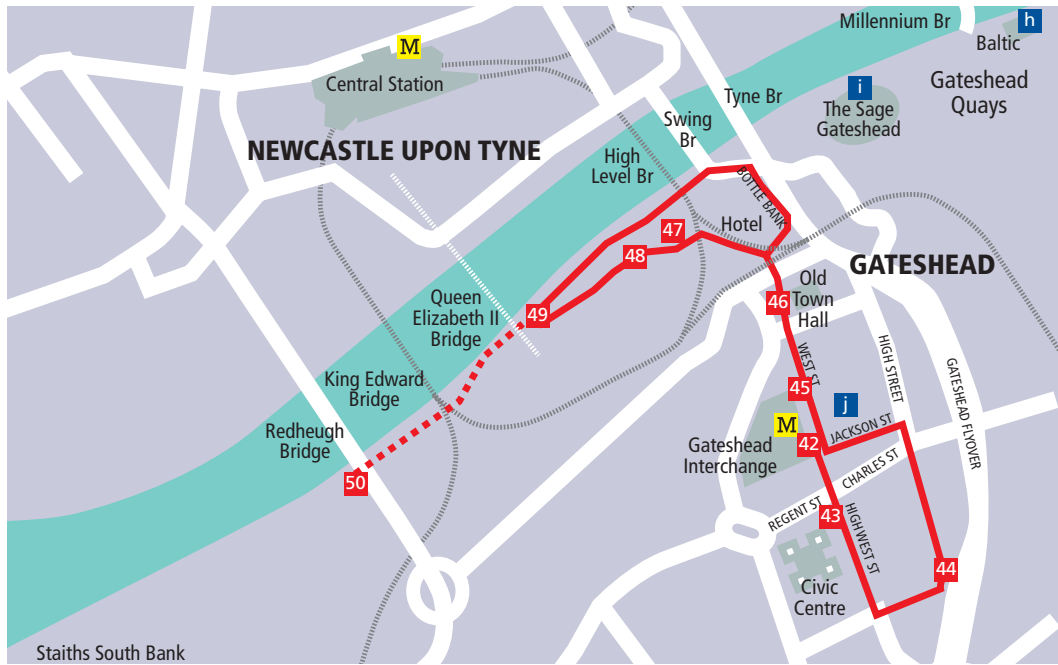 Millennium Br
h
Baltic
M
Central Station
i
The Sage
Gateshead
Gateshead
Quays
Tyne Br
Swing
Br
NEWCASTLE UPON TYNE
High
Level Br
BOTTLE BANK
47
Hotel
48
GATESHEAD
46
Old
Town
Hall
Queen
Elizabeth II
Bridge
49
WEST ST
HIGH STREET
GATESHEAD FLYOVER
King Edward
Bridge
45
j
M
JACKSON ST
Redheugh
Bridge
42
Gateshead
Interchange
CHARLES ST
50
REGENT ST
43
HIGH WEST ST
44
Civic
Centre
Staiths South Bank